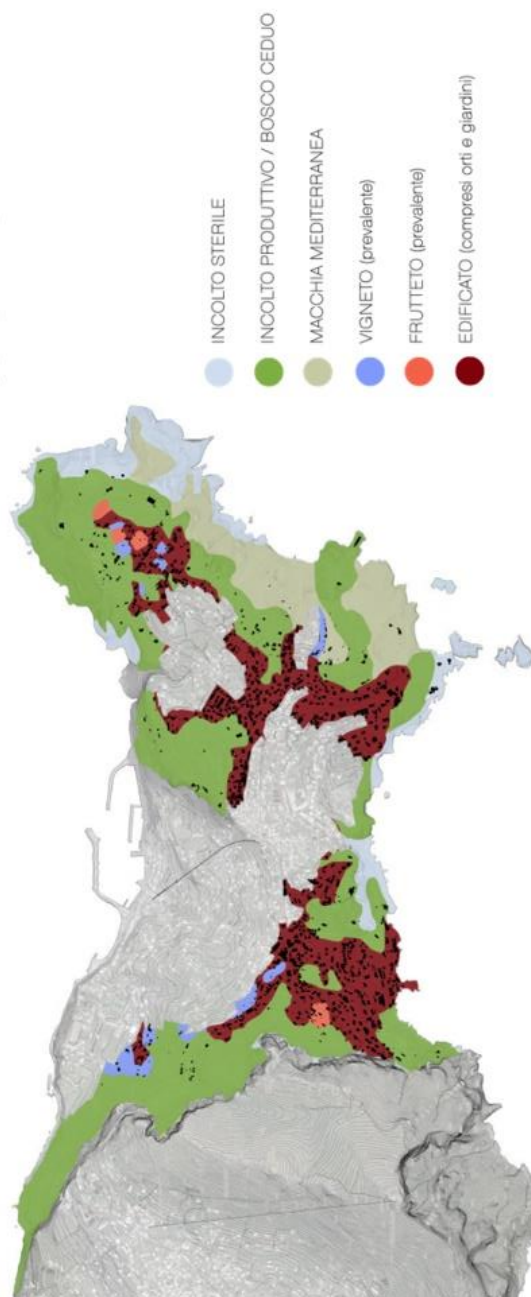 INCOLTO STERILE
INCOLTO PRODUTTIVO / BOSCO CEDUO
MACCHIA MEDITERRANEA
VIGNETO (prevalente)
FRUTTETO (prevalente)
EDIFICATO (compresi orti e giardini)